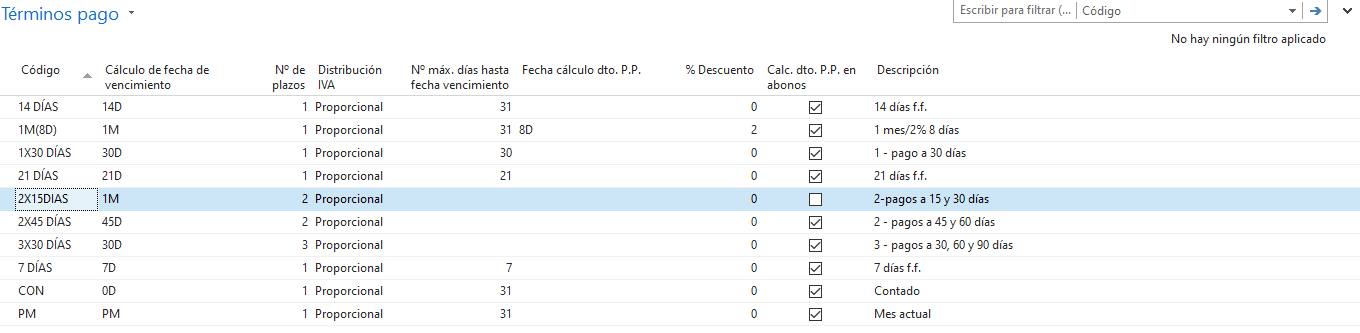 Términos pago
Escribir para filtrar (... Código
No hay ningún filtro aplicado
Código Cálculo de fecha de vencimiento Nº de plazos Distribución IVA Nº máx. días hasta fecha vencimiento Fecha cálculo dto. P.P. % Descuento Calc. dto. P.P. en abonos Descripción
14 DÍAS 14D 1 Proporcional 31 0 14 días f.f.
1M(8D) 1M 1 Proporcional 31 8D 2 1 mes/2% 8 días
1X30 DÍAS 30D 1 Proporcional 30 0 1 - pago a 30 días
21 DÍAS 21D 1 Proporcional 21 0 21 días f.f.
2X15DIAS 1M 2 Proporcional 0 2-pagos a 15 y 30 días
2X45 DÍAS 45D 2 Proporcional 0 2 - pagos a 45 y 60 días
3X30 DÍAS 30D 3 Proporcional 0 3 - pagos a 30, 60 y 90 días
7 DÍAS 7D 1 Proporcional 7 0 7 días f.f.
CON 0D 1 Proporcional 31 0 Contado
PM PM 1 Proporcional 31 0 Mes actual